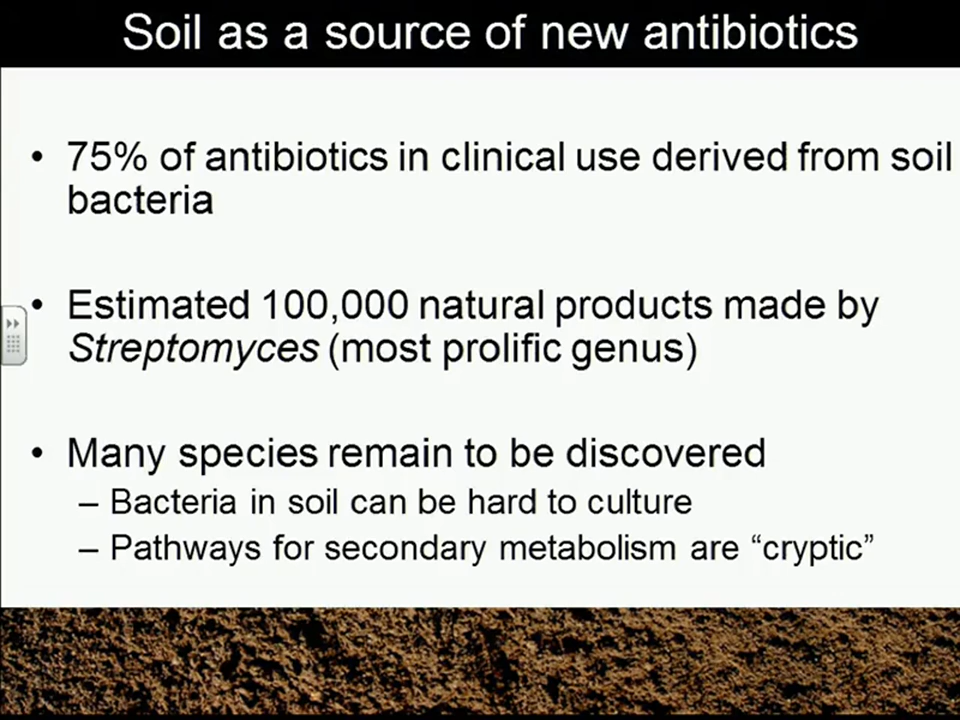 Soil as a source of new antibiotics
• 75% of antibiotics in clinical use derived from soil
bacteria
• Estimated 100,000 natural products made by
Streptomyces (most prolific genus)
• Many species remain to be discovered
– Bacteria in soil can be hard to culture
– Pathways for secondary metabolism are “cryptic”